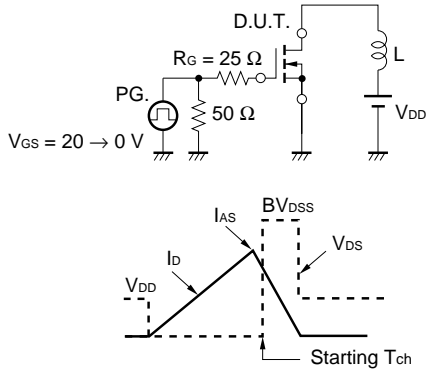 D.U.T.
RG = 25 Ω
L
PG.
50 Ω
VDD
VGS = 20 → 0 V
BVDSS
IAS
ID
VDS
VDD
Starting Tch